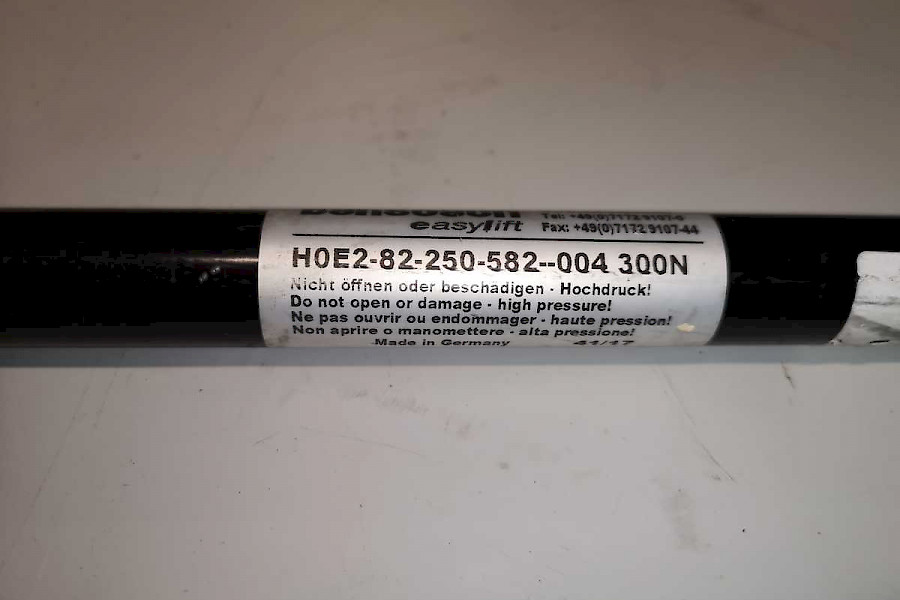 Tel: +49(0)7172 9107-0
easylift Fax: +49(0)7172 9107-44
H0E2-82-250-582--004 300N
Nicht öffnen oder beschädigen - Hochdruck!
Do not open or damage - high pressure!
Ne pas ouvrir ou endommager - haute pression!
Non aprire o manomettere - alta pressione!
Made in Germany 41/17